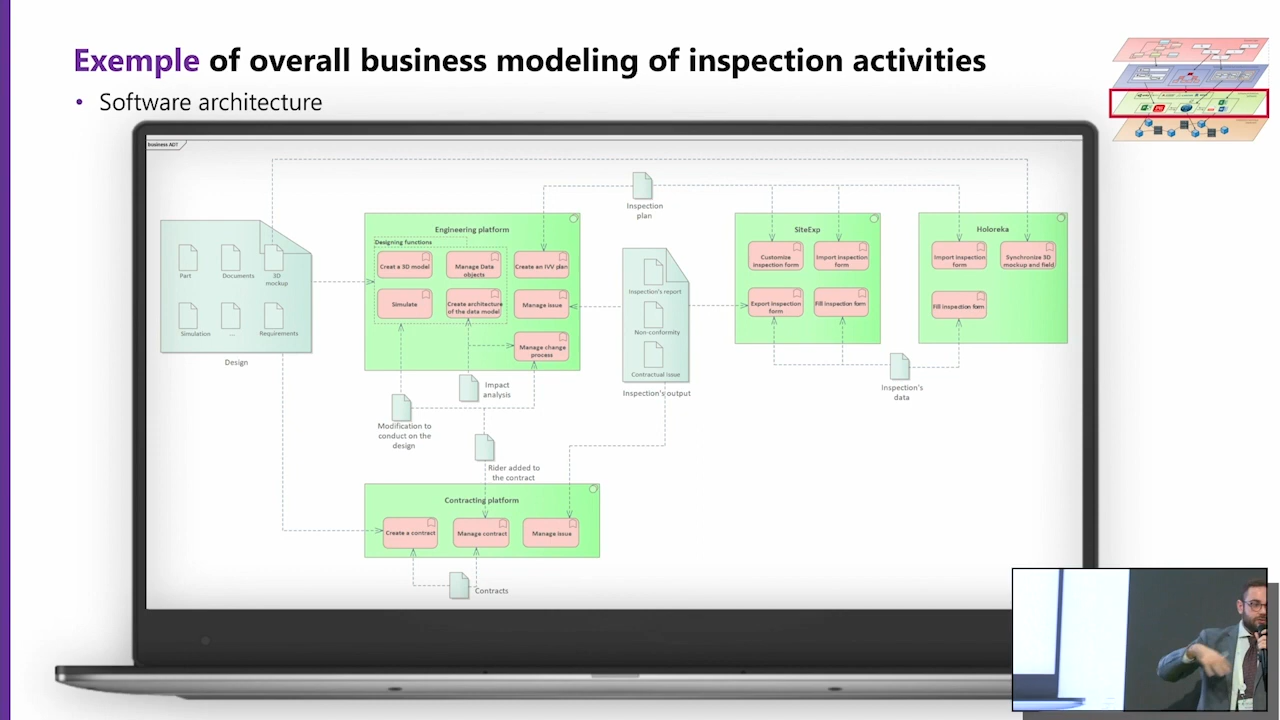 Exemple of overall business modeling of inspection activities
• Software architecture
business ADT
Inspection
plan
Engineering platform
Designing functions
Creat a 3D model
Manage Data
objects
Create an IVV plan
Simulate
Create architecture
of the data model
Manage issue
Manage change
process
SiteExp
Customize
inspection form
Import inspection
form
Export inspection
form
Fill inspection form
Holoreka
Import inspection
form
Synchronise 3D
mockup and field
Fill inspection form
Part
Documents
3D
mockup
Simulation
...
Requirements
Design
Inspection's report
Non-conformity
Contractual issue
Inspection's output
Inspection's
data
Impact
analysis
Modification to
conduct on the
design
Rider added to
the contract
Contracting platform
Create a contract
Manage contract
Manage issue
Contracts